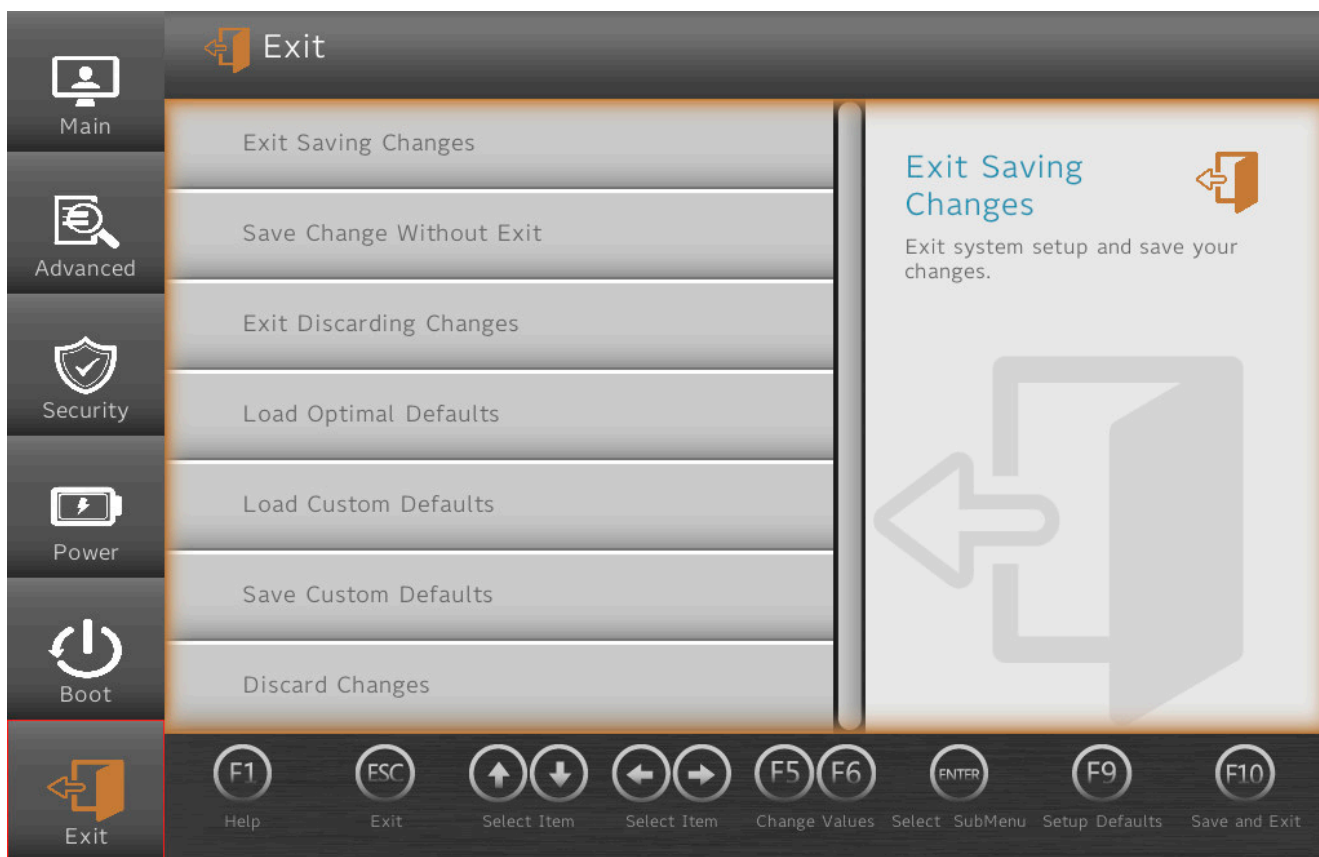 Exit
Main
Advanced
Security
Power
Boot
Exit
Exit Saving Changes
Save Change Without Exit
Exit Discarding Changes
Load Optimal Defaults
Load Custom Defaults
Save Custom Defaults
Discard Changes
Exit Saving
Changes
Exit system setup and save your
changes.
F1
Help
ESC
Exit
Select Item
Select Item
F5 F6
Change Values
ENTER
Select SubMenu
F9
Setup Defaults
F10
Save and Exit